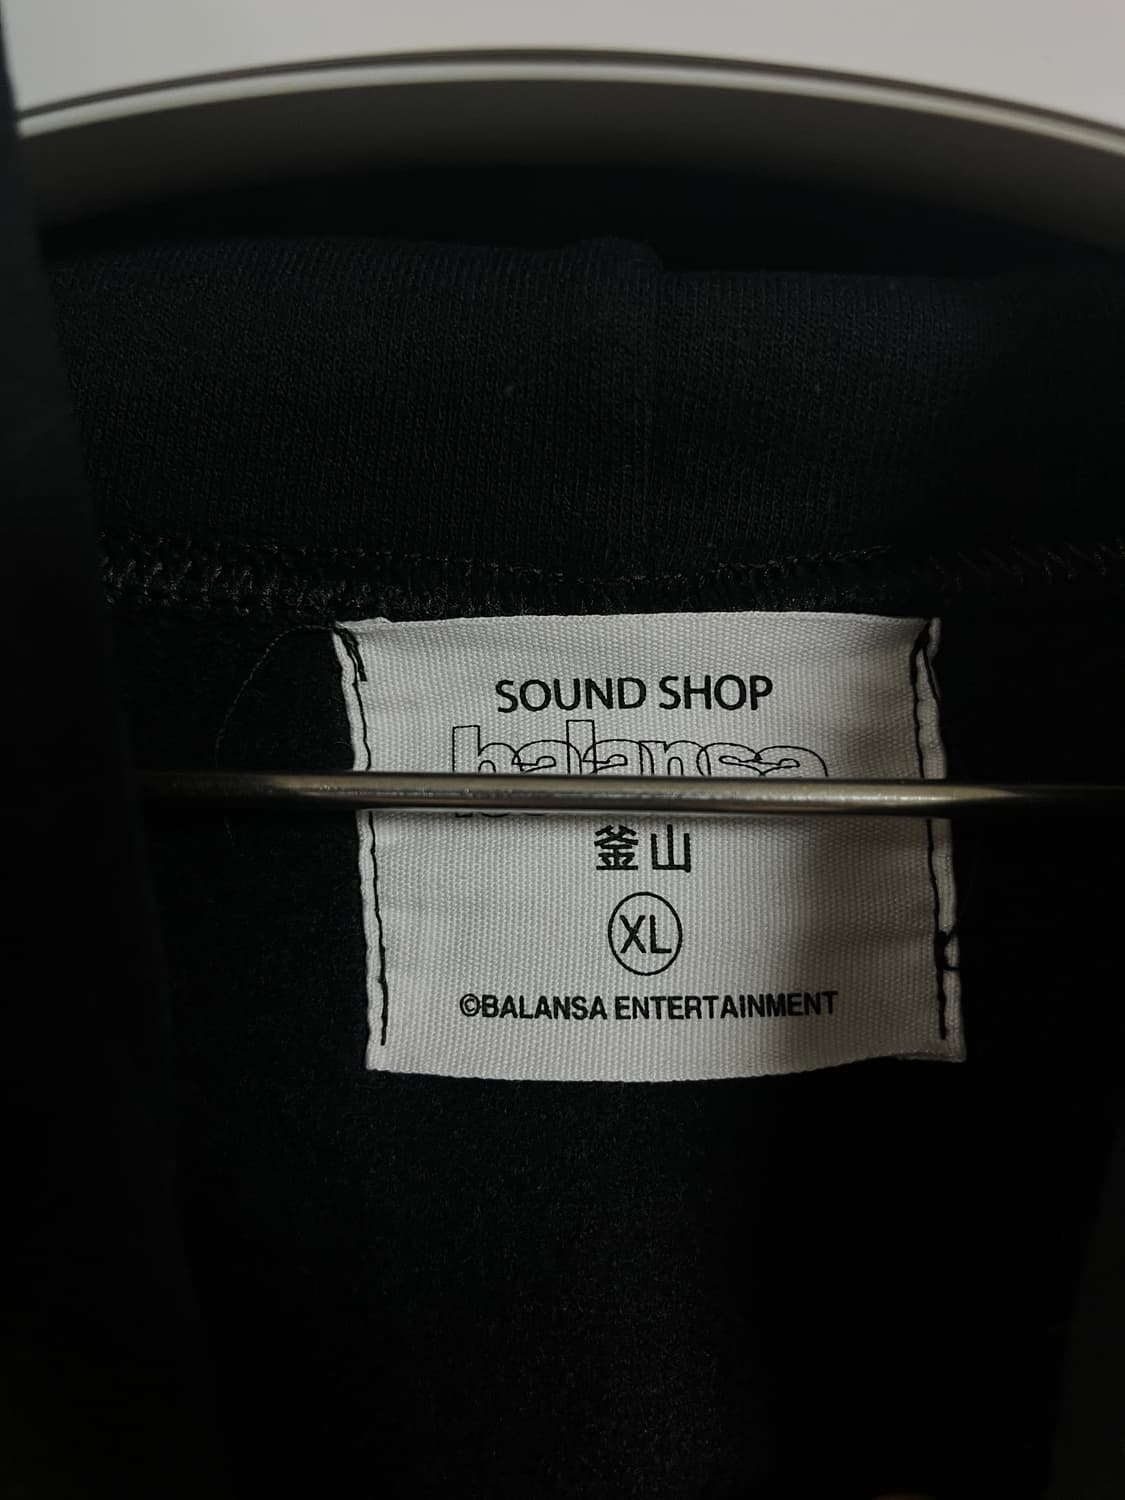 SOUND SHOP
balansa
釜山
XL
©BALANSA ENTERTAINMENT